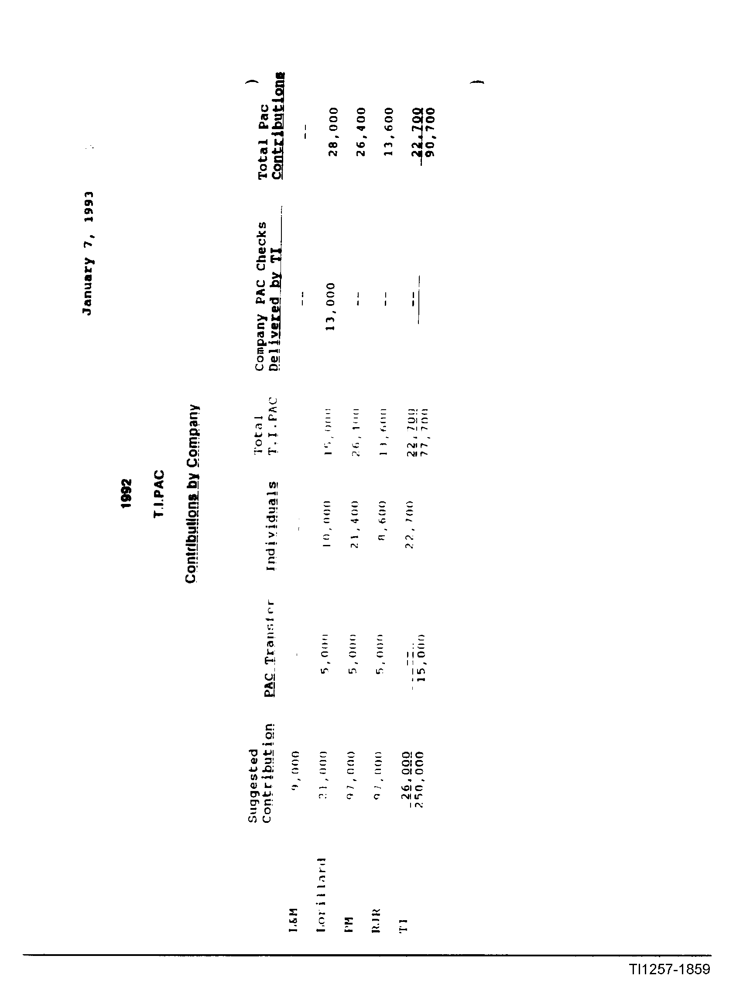 January 7, 1993
1992
T.I.PAC
Contributions by Company
Suggested Contribution PAC Transfer Individuals Total T.I.PAC Company PAC Checks Delivered by TI Total Pac Contributions
L&M 9,000 - -- -- --
Lorillard 21,000 5,000 10,000 15,000 13,000 28,000
PM 97,000 5,000 21,400 26,400 -- 26,400
RJR 97,000 5,000 8,600 13,600 -- 13,600
TI 26,000 -- 22,700 22,700 -- 22,700
250,000 15,000 77,700 90,700
TI1257-1859